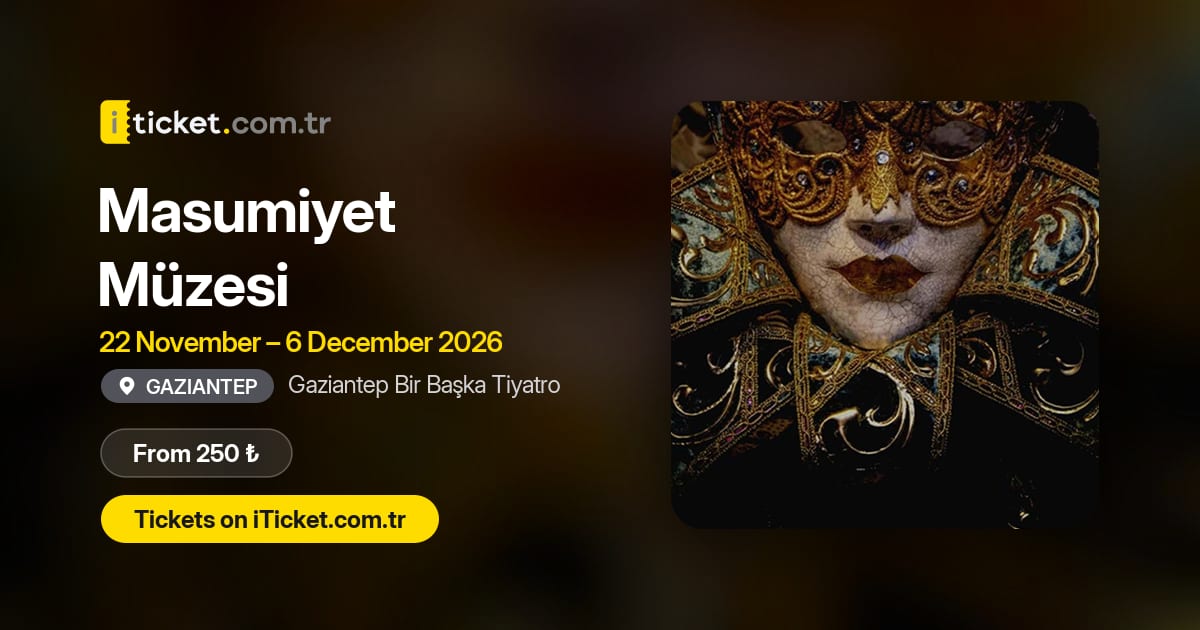 iticket.com.tr
Masumiyet
Müzesi
22 November – 6 December 2026
GAZIANTEP Gaziantep Bir Başka Tiyatro
From 250 ₺
Tickets on iTicket.com.tr